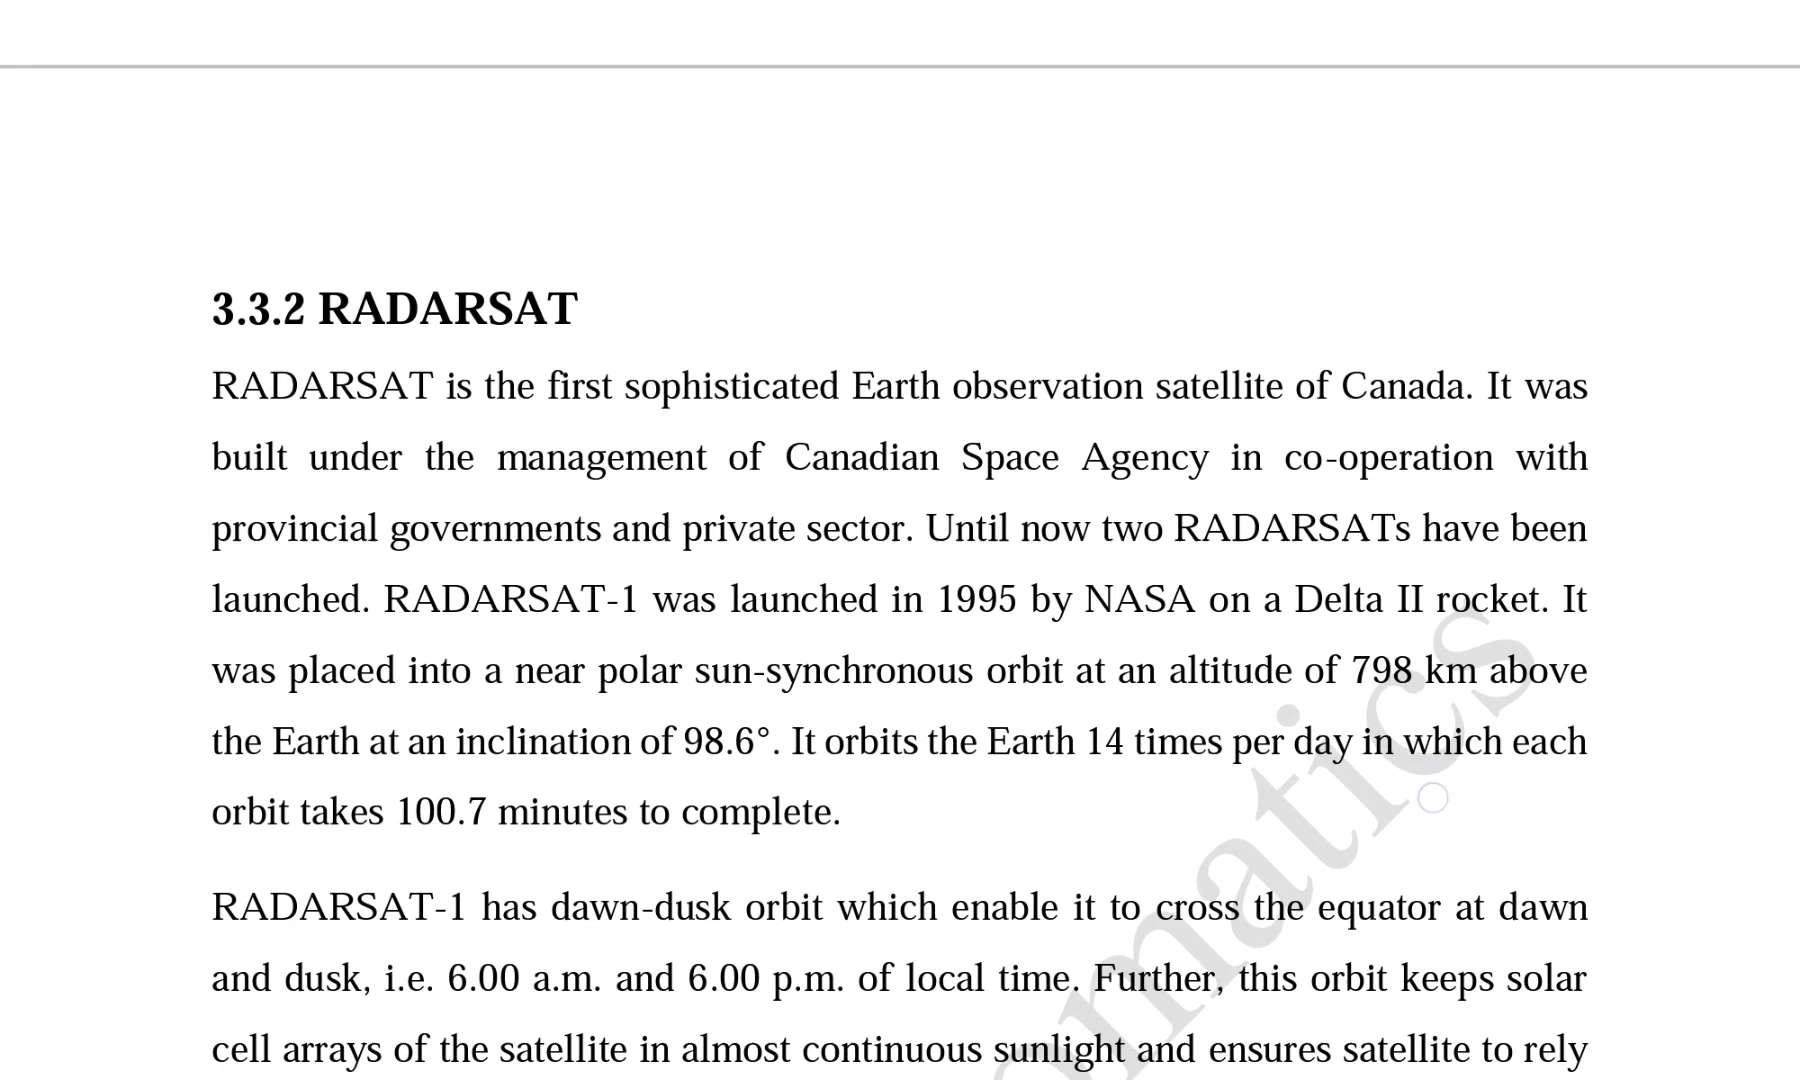 3.3.2 RADARSAT
RADARSAT is the first sophisticated Earth observation satellite of Canada. It was
built under the management of Canadian Space Agency in co-operation with
provincial governments and private sector. Until now two RADARSATs have been
launched. RADARSAT-1 was launched in 1995 by NASA on a Delta II rocket. It
was placed into a near polar sun-synchronous orbit at an altitude of 798 km above
the Earth at an inclination of 98.6°. It orbits the Earth 14 times per day in which each
orbit takes 100.7 minutes to complete.
RADARSAT-1 has dawn-dusk orbit which enable it to cross the equator at dawn
and dusk, i.e. 6.00 a.m. and 6.00 p.m. of local time. Further, this orbit keeps solar
cell arrays of the satellite in almost continuous sunlight and ensures satellite to rely